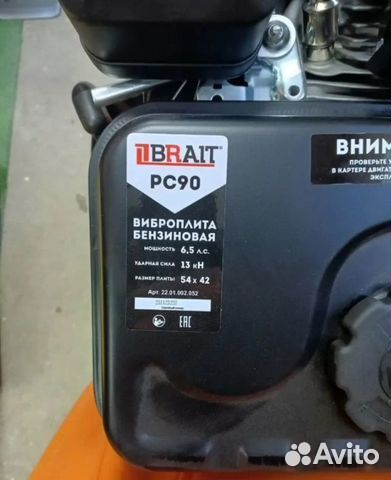 BRAIT®
PC90
ВИБРОПЛИТА
БЕНЗИНОВАЯ
МОЩНОСТЬ 6,5 л.с.
УДАРНАЯ СИЛА 13 кН
РАЗМЕР ПЛИТЫ 54 х 42
Арт. 22.01.002.052
EAC
ВНИМ
ПРОВЕРЬТЕ У
В КАРТЕРЕ ДВИГАТ
ЭКСПЛ
Avito